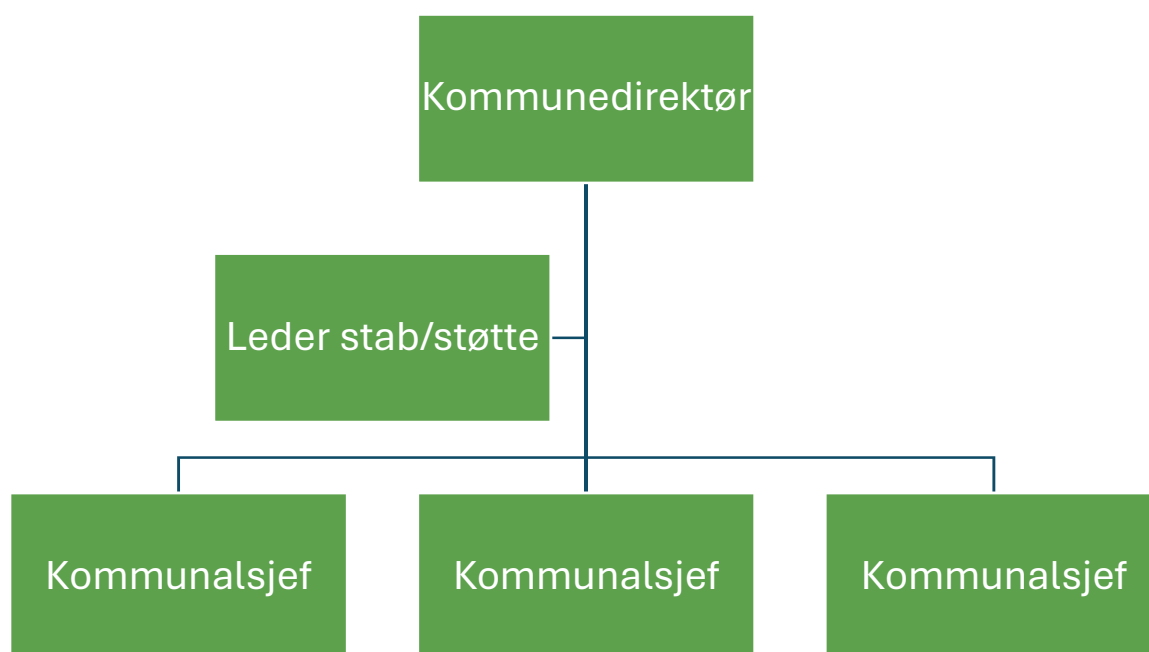 Kommunedirektør
Leder stab/støtte
Kommunalsjef
Kommunalsjef
Kommunalsjef